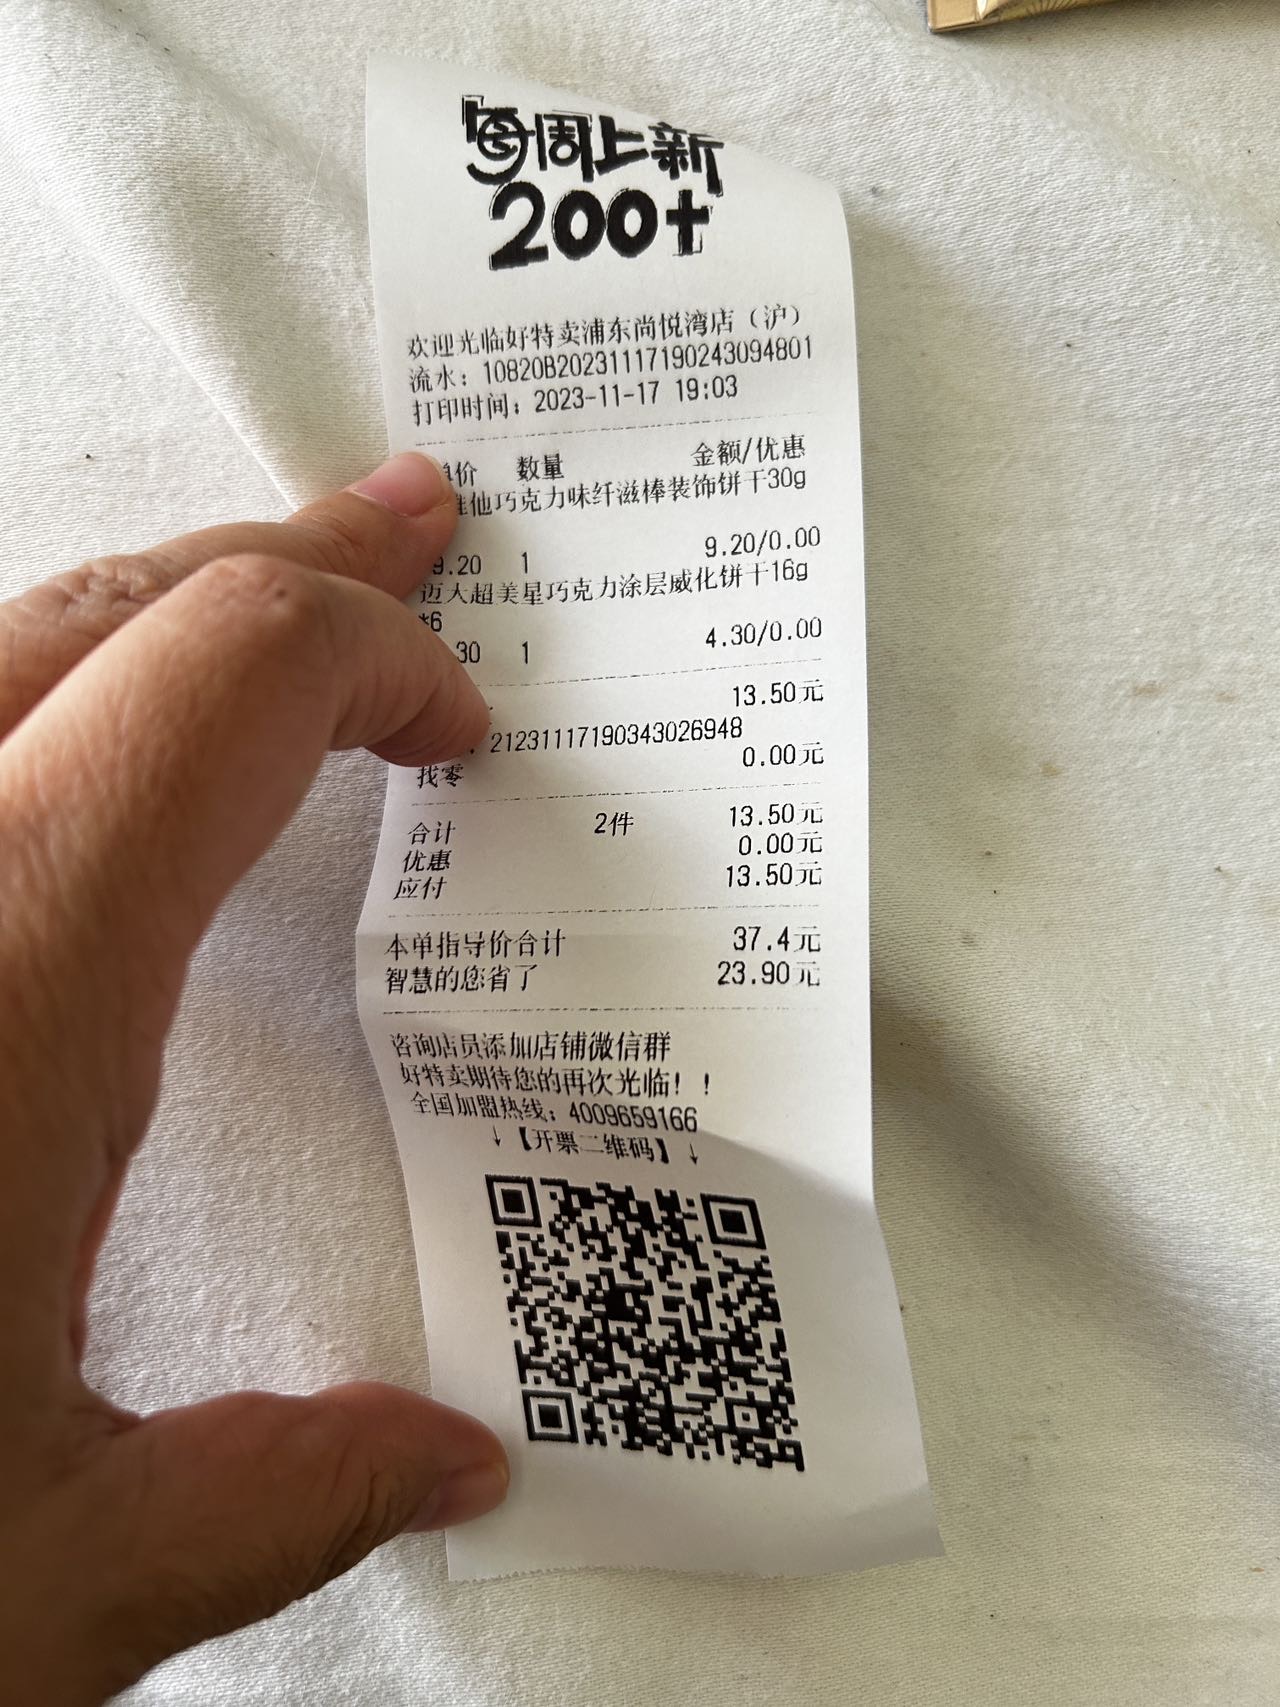 每周上新
200+
欢迎光临好特卖浦东尚悦湾店（沪）
流水：10820B20231117190243094801
打印时间：2023-11-17 19:03
价 数量 金额/优惠
他巧克力味纤滋棒装饰饼干30g
9.20 1 9.20/0.00
迈大超美星巧克力涂层威化饼干16g
*6
30 1 4.30/0.00
13.50元
21231117190343026948
找零 0.00元
合计 2件 13.50元
优惠 0.00元
应付 13.50元
本单指导价合计 37.4元
智慧的您省了 23.90元
咨询店员添加店铺微信群
好特卖期待您的再次光临！！
全国加盟热线：4009659166
↓【开票二维码】↓